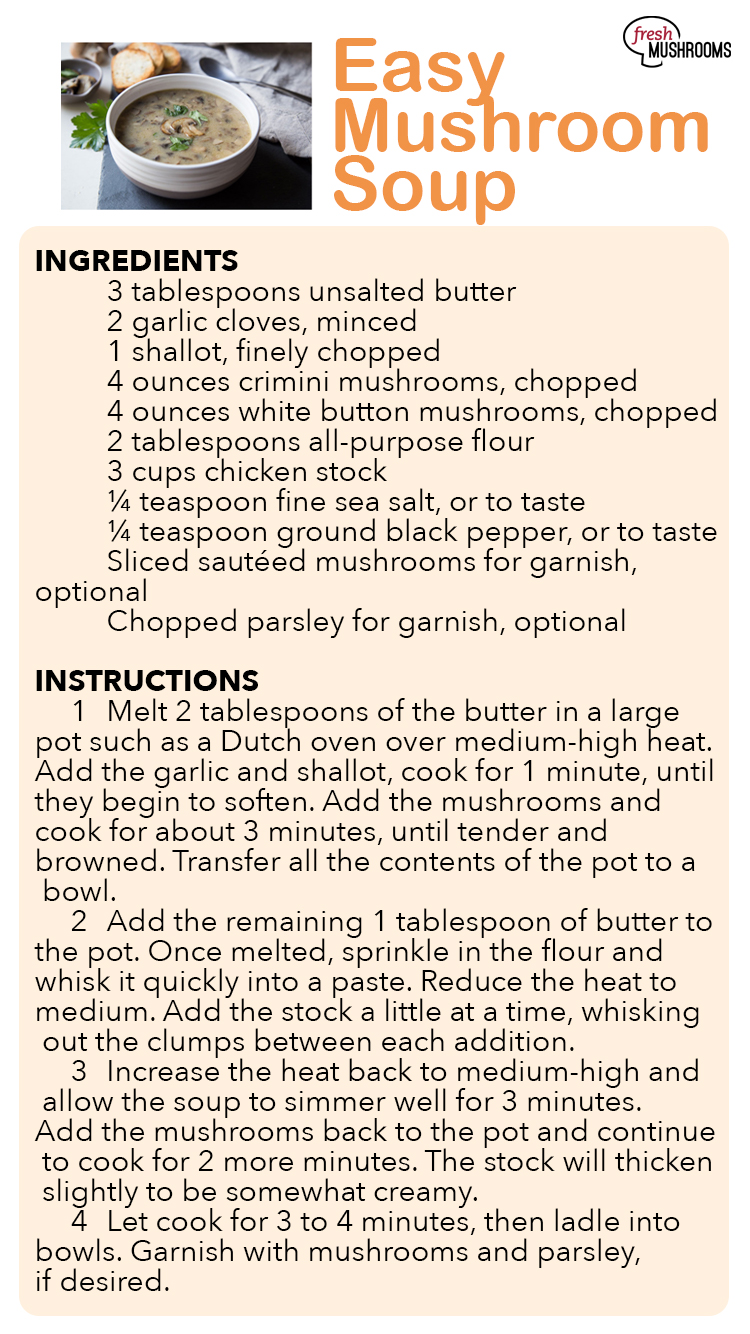 fresh
MUSHROOMS
Easy
Mushroom
Soup
INGREDIENTS
3 tablespoons unsalted butter
2 garlic cloves, minced
1 shallot, finely chopped
4 ounces crimini mushrooms, chopped
4 ounces white button mushrooms, chopped
2 tablespoons all-purpose flour
3 cups chicken stock
¼ teaspoon fine sea salt, or to taste
¼ teaspoon ground black pepper, or to taste
Sliced sautéed mushrooms for garnish,
optional
Chopped parsley for garnish, optional
INSTRUCTIONS
1 Melt 2 tablespoons of the butter in a large
pot such as a Dutch oven over medium-high heat.
Add the garlic and shallot, cook for 1 minute, until
they begin to soften. Add the mushrooms and
cook for about 3 minutes, until tender and
browned. Transfer all the contents of the pot to a
bowl.
2 Add the remaining 1 tablespoon of butter to
the pot. Once melted, sprinkle in the flour and
whisk it quickly into a paste. Reduce the heat to
medium. Add the stock a little at a time, whisking
out the clumps between each addition.
3 Increase the heat back to medium-high and
allow the soup to simmer well for 3 minutes.
Add the mushrooms back to the pot and continue
to cook for 2 more minutes. The stock will thicken
slightly to be somewhat creamy.
4 Let cook for 3 to 4 minutes, then ladle into
bowls. Garnish with mushrooms and parsley,
if desired.